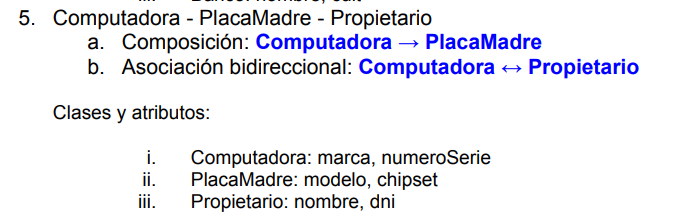 5. Computadora - PlacaMadre - Propietario
a. Composición: Computadora → PlacaMadre
b. Asociación bidireccional: Computadora ↔ Propietario
Clases y atributos:
i. Computadora: marca, numeroSerie
ii. PlacaMadre: modelo, chipset
iii. Propietario: nombre, dni